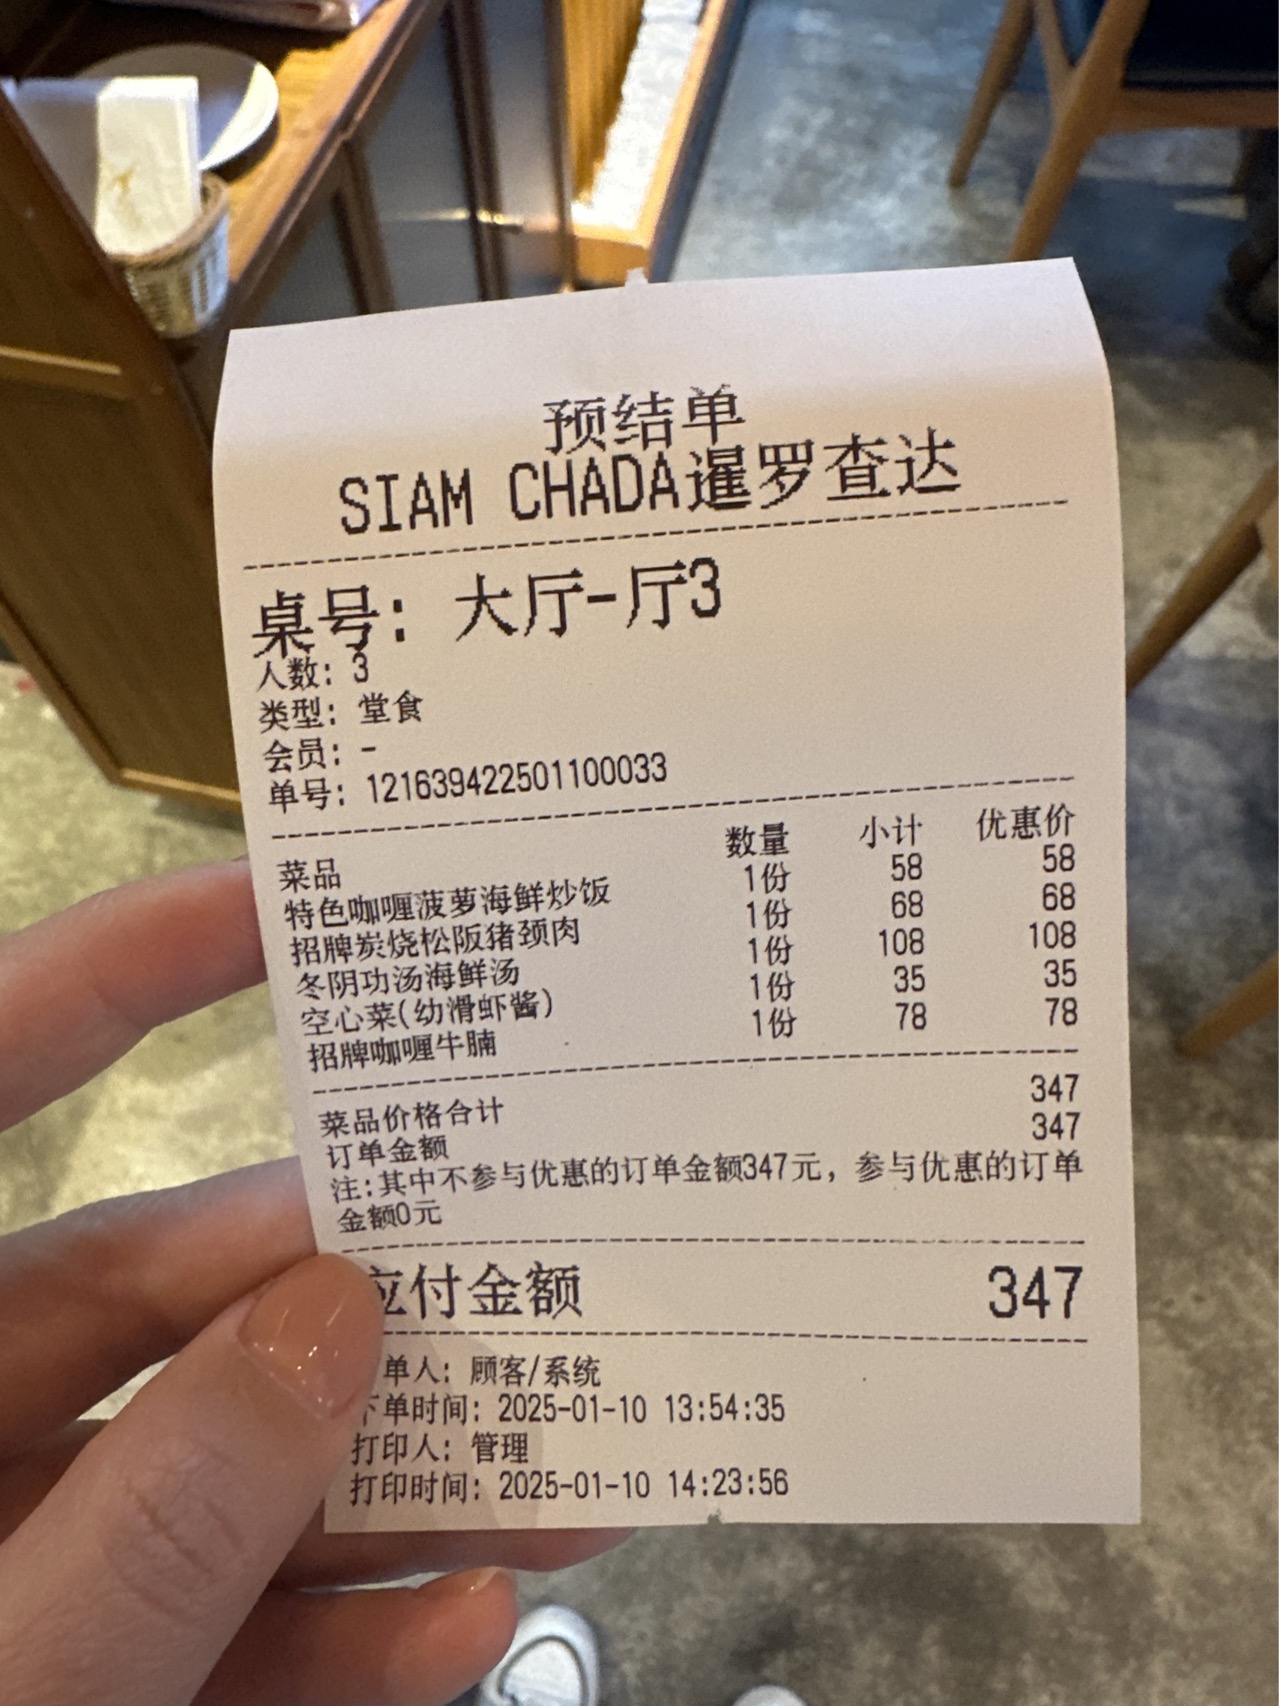 预结单
SIAM CHADA暹罗查达
桌号: 大厅-厅3
人数: 3
类型: 堂食
会员: -
单号: 121639422501100033
菜品 数量 小计 优惠价
特色咖喱菠萝海鲜炒饭 1份 58 58
招牌炭烧松阪猪颈肉 1份 68 68
冬阴功汤海鲜汤 1份 108 108
空心菜(幼滑虾酱) 1份 35 35
招牌咖喱牛腩 1份 78 78
菜品价格合计 347
订单金额 347
注:其中不参与优惠的订单金额347元, 参与优惠的订单
金额0元
应付金额 347
单人: 顾客/系统
下单时间: 2025-01-10 13:54:35
打印人: 管理
打印时间: 2025-01-10 14:23:56